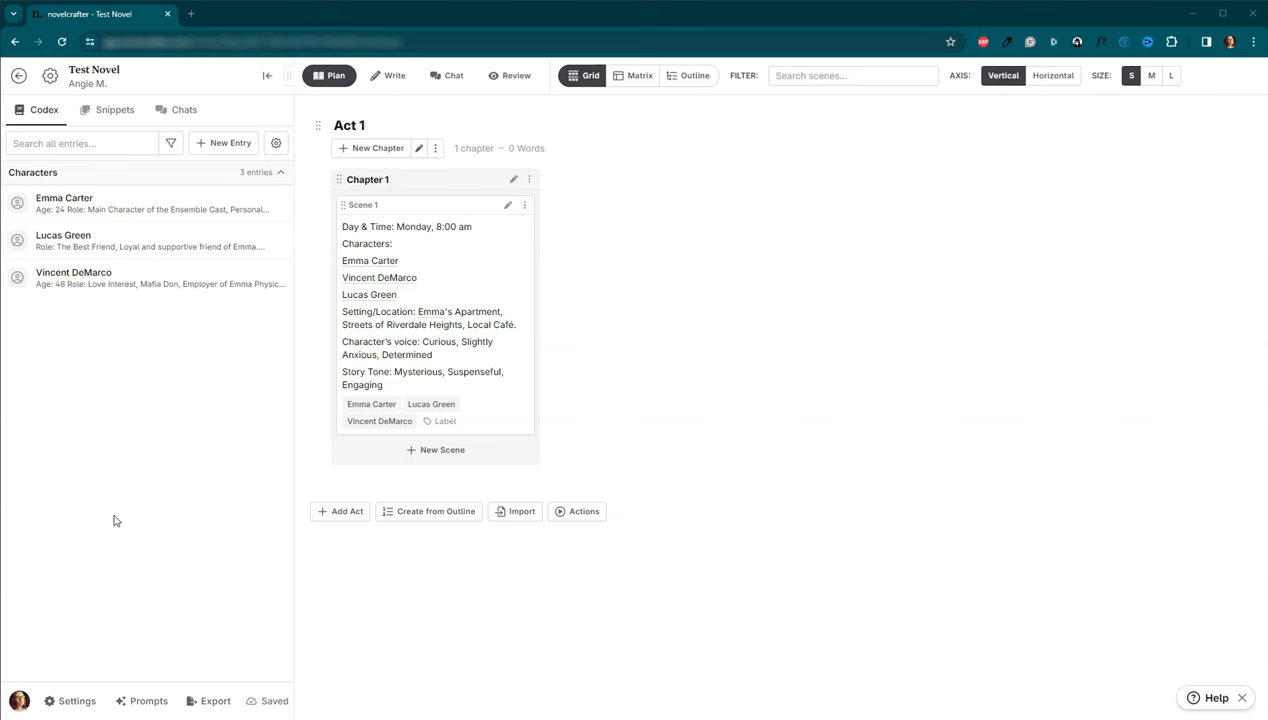 novelcrafter - Test Novel
Test Novel
Angie M.
Plan
Write
Chat
Review
Grid
Matrix
Outline
FILTER:
Search scenes...
AXIS:
Vertical
Horizontal
SIZE:
S
M
L
Codex
Snippets
Chats
Search all entries...
New Entry
Characters
3 entries
Emma Carter
Age: 24 Role: Main Character of the Ensemble Cast, Personal...
Lucas Green
Role: The Best Friend, Loyal and supportive friend of Emma....
Vincent DeMarco
Age: 48 Role: Love Interest, Mafia Don, Employer of Emma Physic...
Act 1
New Chapter
1 chapter – 0 Words
Chapter 1
Scene 1
Day & Time: Monday, 8:00 am
Characters:
Emma Carter
Vincent DeMarco
Lucas Green
Setting/Location: Emma's Apartment,
Streets of Riverdale Heights, Local Café.
Character's voice: Curious, Slightly
Anxious, Determined
Story Tone: Mysterious, Suspenseful,
Engaging
Emma Carter
Lucas Green
Vincent DeMarco
Label
New Scene
Add Act
Create from Outline
Import
Actions
Settings
Prompts
Export
Saved
Help